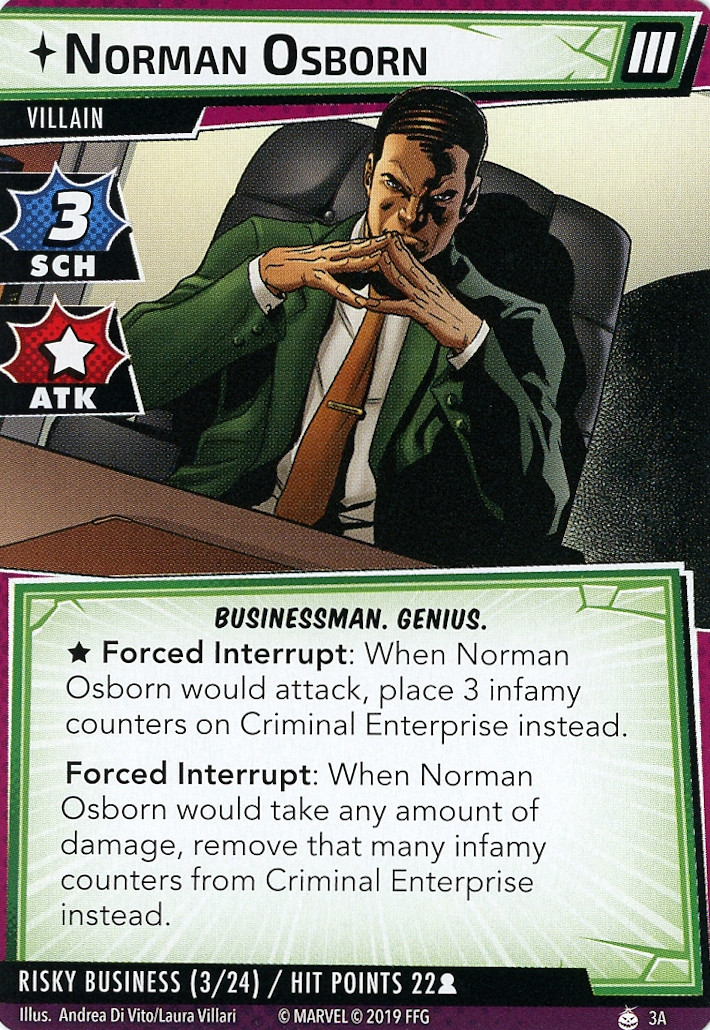 NORMAN OSBORN
III
VILLAIN
3
SCH
ATK
BUSINESSMAN. GENIUS.
★ Forced Interrupt: When Norman
Osborn would attack, place 3 infamy
counters on Criminal Enterprise instead.
Forced Interrupt: When Norman
Osborn would take any amount of
damage, remove that many infamy
counters from Criminal Enterprise
instead.
RISKY BUSINESS (3/24) / HIT POINTS 22
Illus. Andrea Di Vito/Laura Villari © MARVEL © 2019 FFG 3A